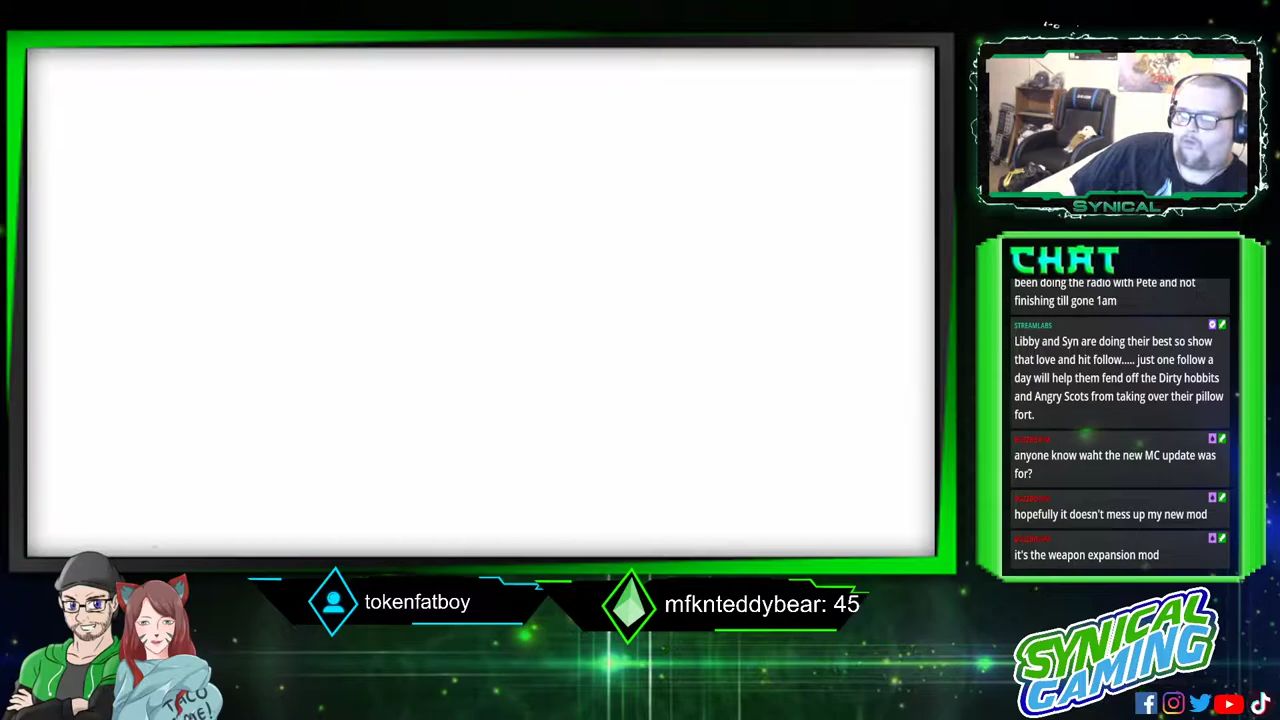 SYNICAL
CHAT
been doing the radio with Pete and not
finishing till gone 1am
STREAMLABS
Libby and Syn are doing their best so show
that love and hit follow..... just one follow a
day will help them fend off the Dirty hobbits
and Angry Scots from taking over their pillow
fort.
anyone know waht the new MC update was
for?
hopefully it doesn't mess up my new mod
it's the weapon expansion mod
tokenfatboy
mfknteddybear: 45
TACO
ME!
SYNICAL
GAMING